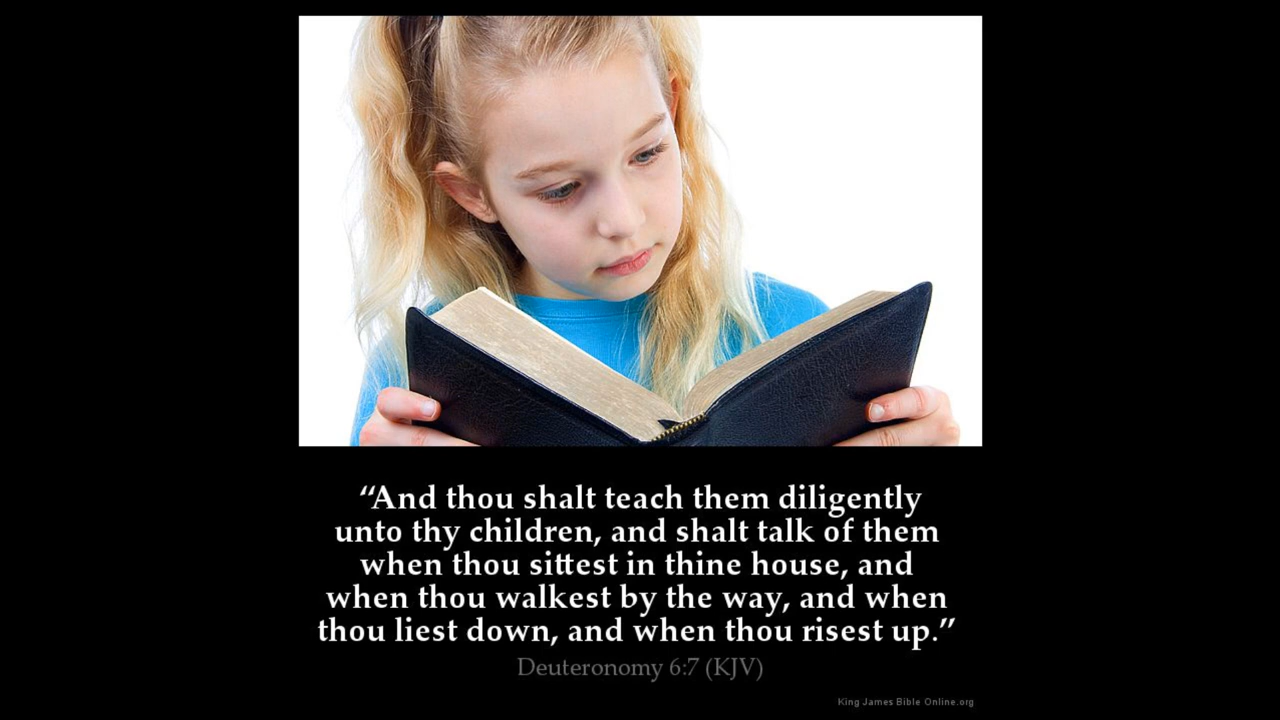 “And thou shalt teach them diligently
unto thy children, and shalt talk of them
when thou sittest in thine house, and
when thou walkest by the way, and when
thou liest down, and when thou risest up.”
Deuteronomy 6:7 (KJV)
King James Bible Online.org